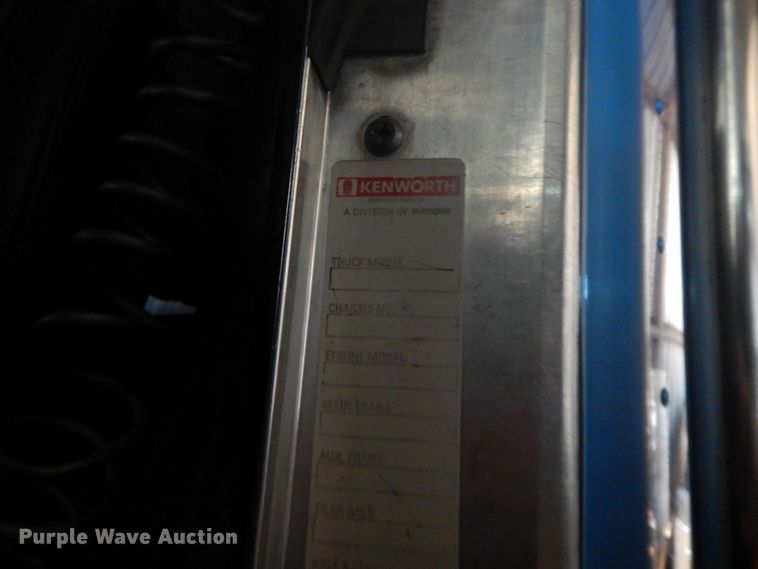 KENWORTH
A DIVISION OF PACCAR
TRUCK MODEL
CHASSIS NO.
ENGINE MODEL
MAIN TRANS.
AUX. TRANS.
REAR AXLE
Purple Wave Auction